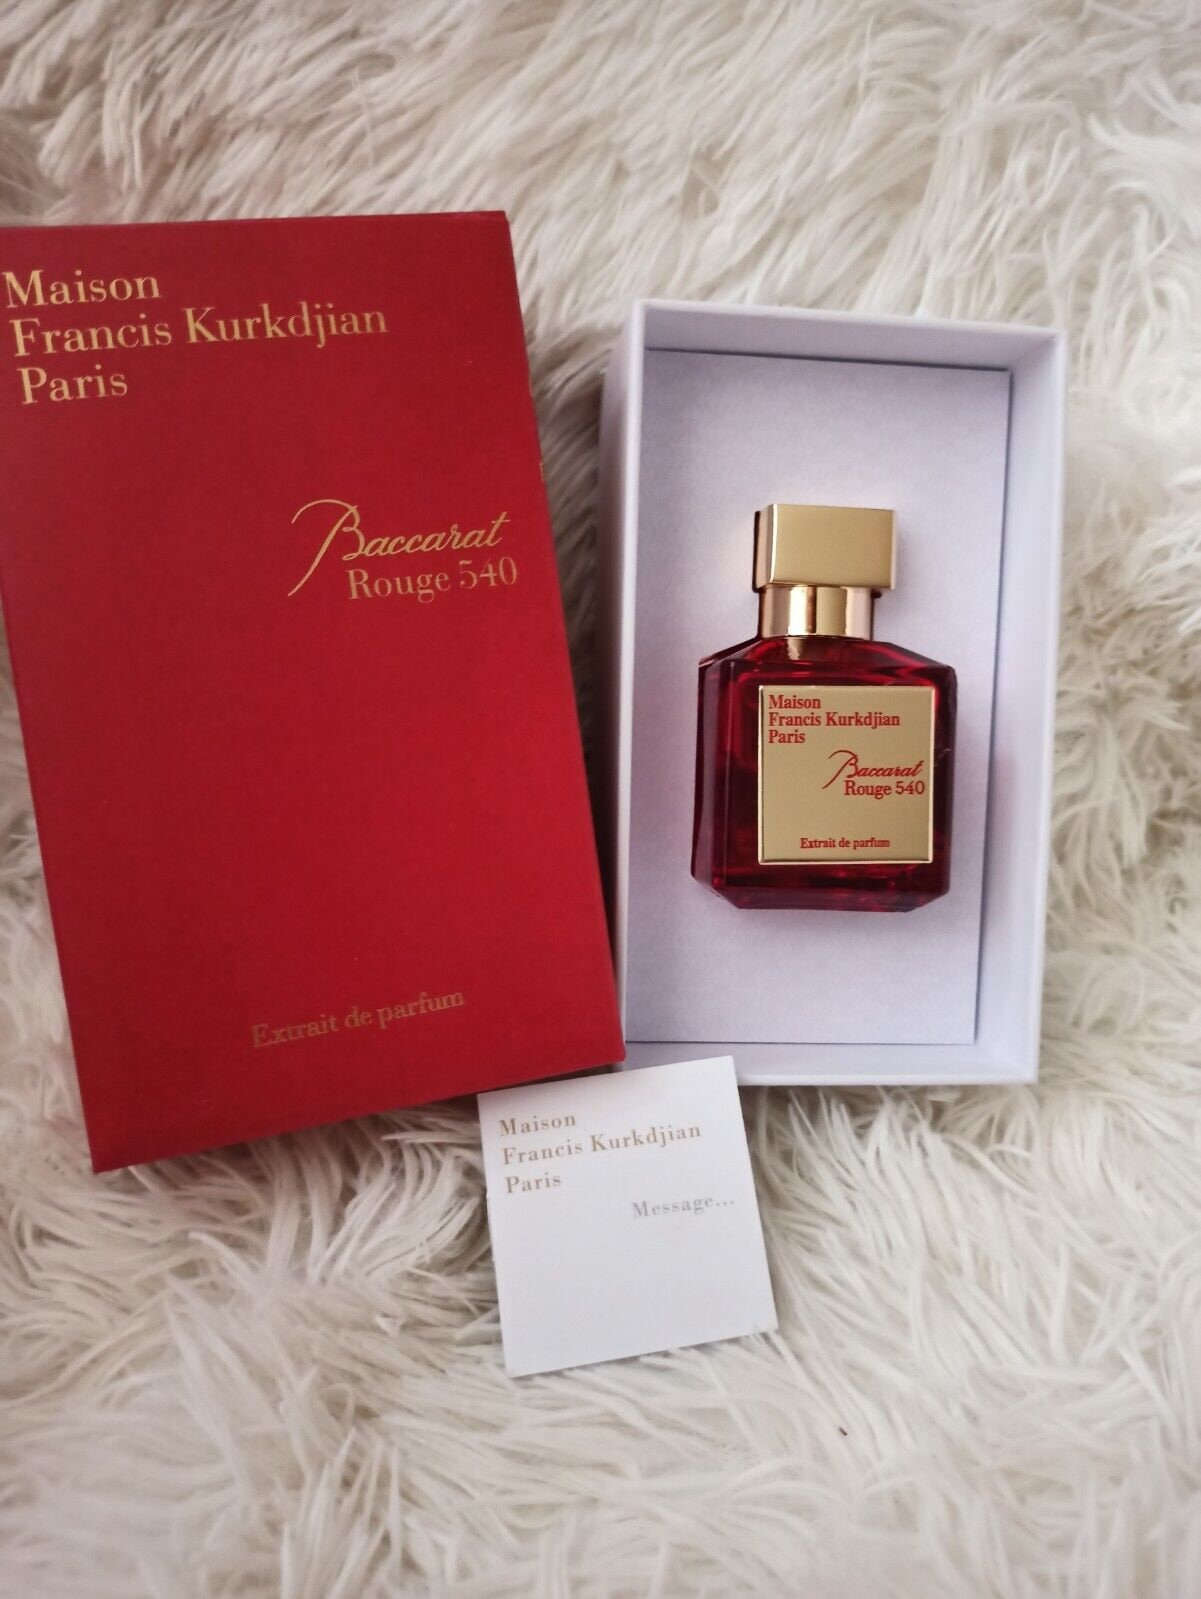 Maison
Francis Kurkdjian
Paris
Baccarat
Rouge 540
Extrait de parfum
Maison
Francis Kurkdjian
Paris
Baccarat
Rouge 540
Extrait de parfum
Maison
Francis Kurkdjian
Paris
Message...